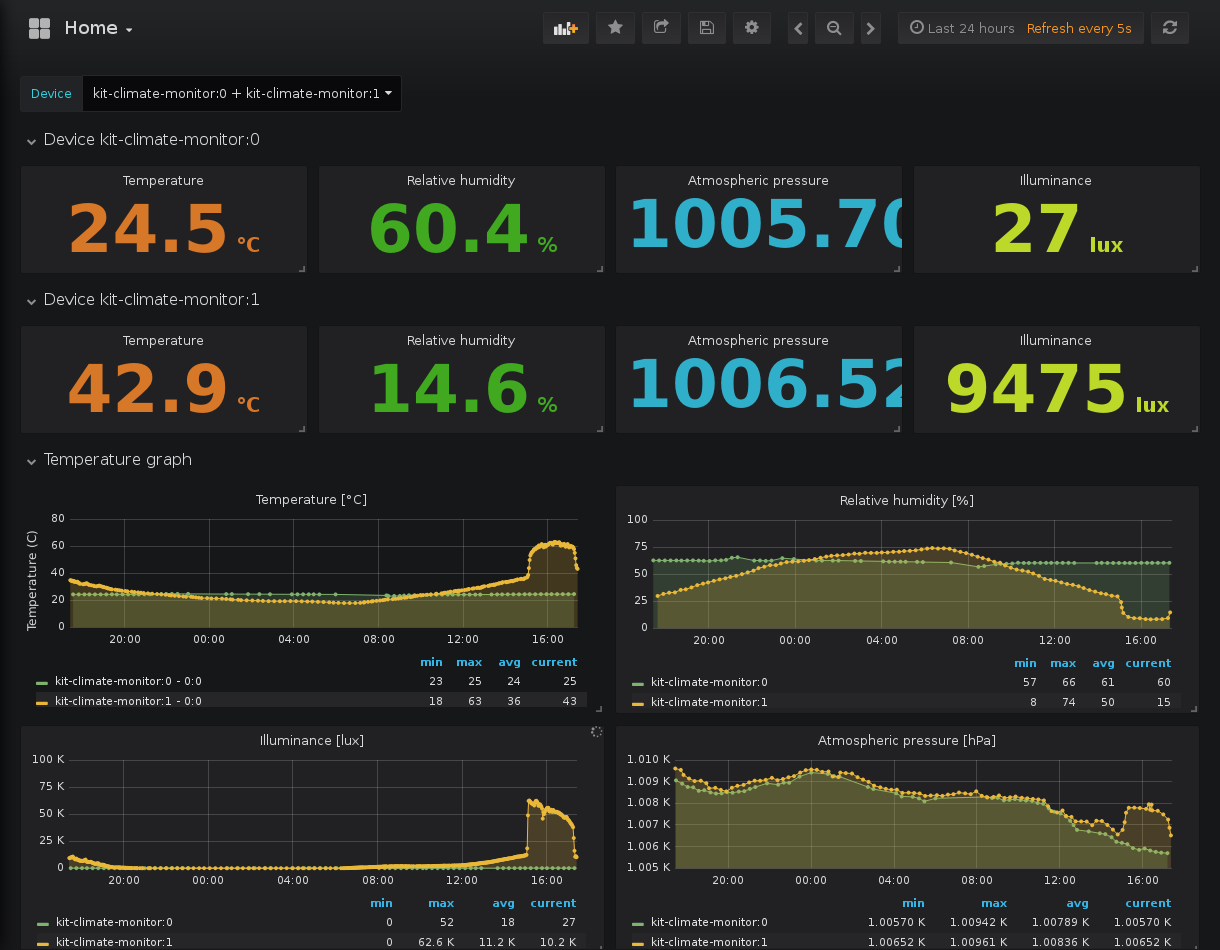 Home
Last 24 hours Refresh every 5s
Device kit-climate-monitor:0 + kit-climate-monitor:1
Device kit-climate-monitor:0
Temperature Relative humidity Atmospheric pressure Illuminance
24.5 °C 60.4 % 1005.70 27 lux
Device kit-climate-monitor:1
Temperature Relative humidity Atmospheric pressure Illuminance
42.9 °C 14.6 % 1006.52 9475 lux
Temperature graph
Temperature [°C]
Temperature (C)
80
60
40
20
0
20:00 00:00 04:00 08:00 12:00 16:00
min max avg current
kit-climate-monitor:0 - 0:0 23 25 24 25
kit-climate-monitor:1 - 0:0 18 63 36 43
Relative humidity [%]
100
75
50
25
0
20:00 00:00 04:00 08:00 12:00 16:00
min max avg current
kit-climate-monitor:0 57 66 61 60
kit-climate-monitor:1 8 74 50 15
Illuminance [lux]
100 K
75 K
50 K
25 K
0
20:00 00:00 04:00 08:00 12:00 16:00
min max avg current
kit-climate-monitor:0 0 52 18 27
kit-climate-monitor:1 0 62.6 K 11.2 K 10.2 K
Atmospheric pressure [hPa]
1.010 K
1.009 K
1.008 K
1.007 K
1.006 K
1.005 K
20:00 00:00 04:00 08:00 12:00 16:00
min max avg current
kit-climate-monitor:0 1.00570 K 1.00942 K 1.00789 K 1.00570 K
kit-climate-monitor:1 1.00652 K 1.00961 K 1.00836 K 1.00652 K